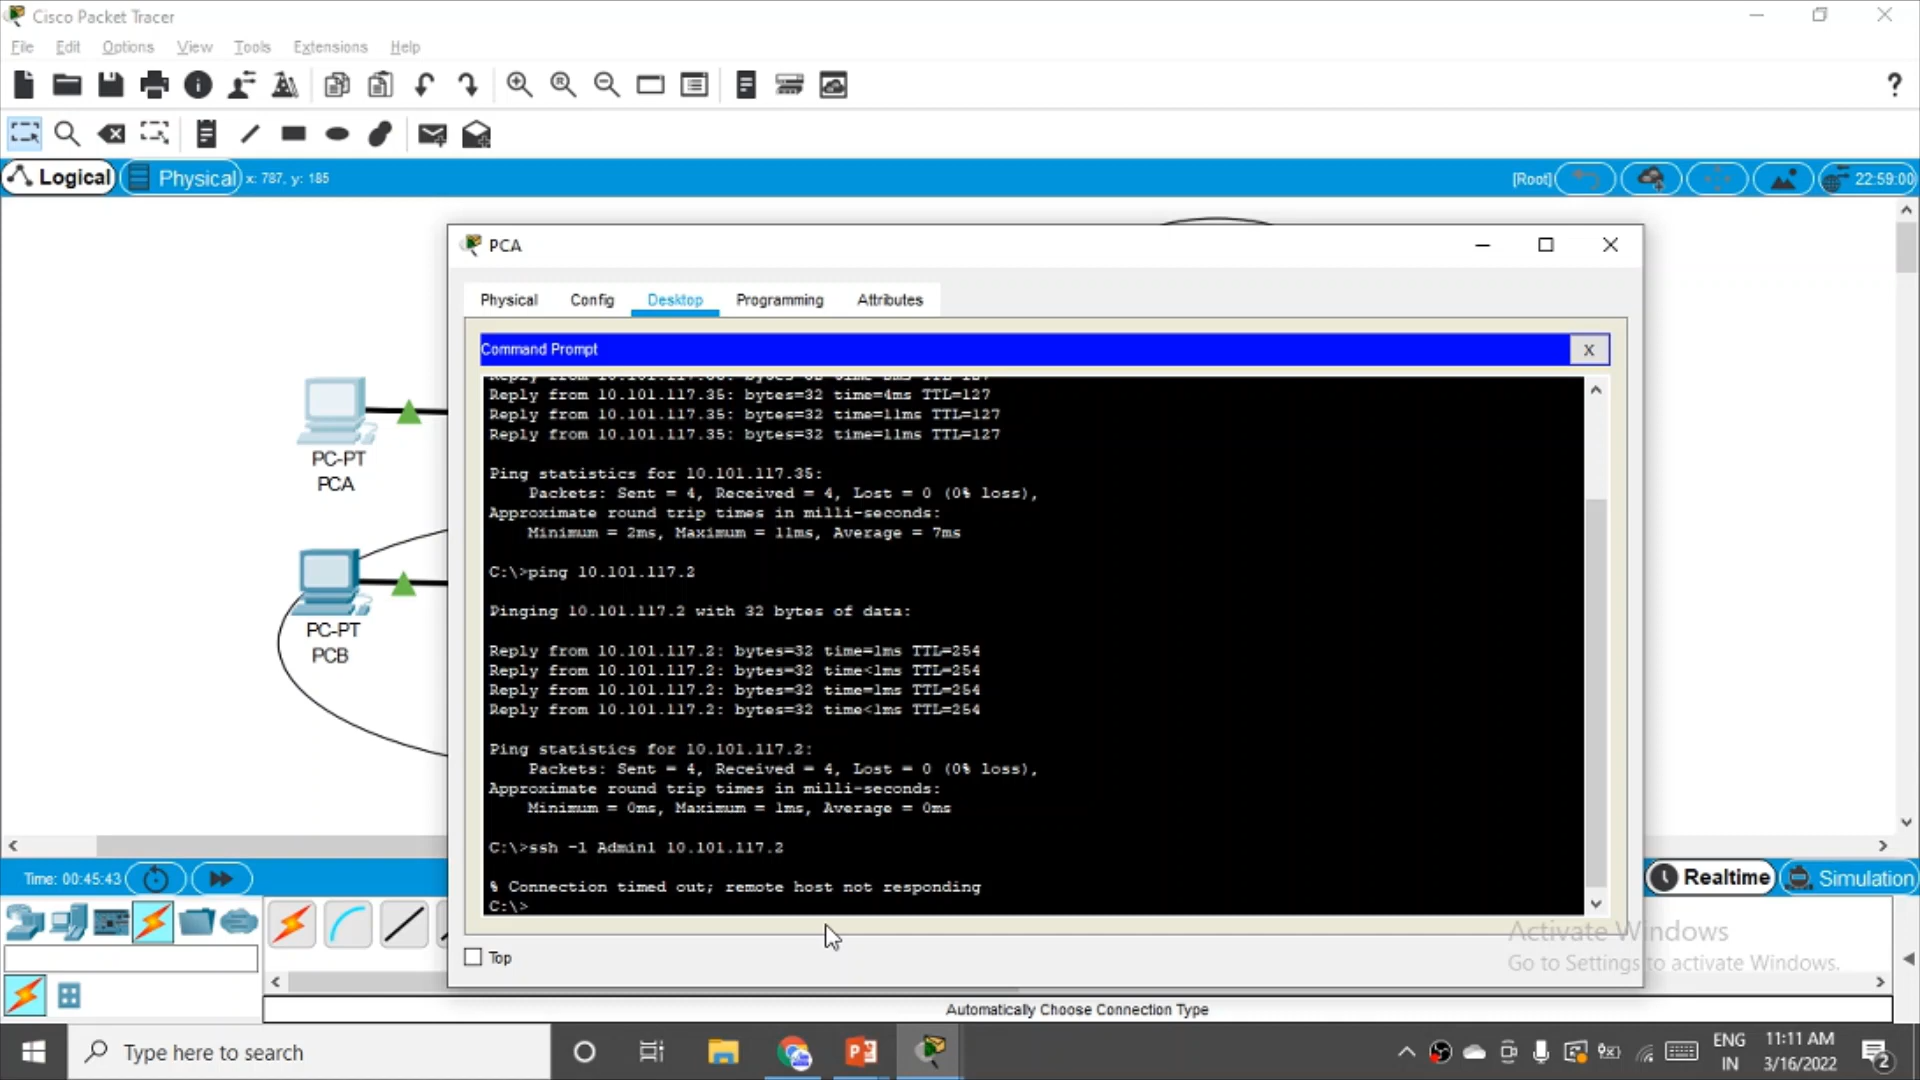 Cisco Packet Tracer
File Edit Options View Tools Extensions Help
?
Logical Physical x: 787, y: 185 [Root] 22:59:00
PCA
Physical Config Desktop Programming Attributes
Command Prompt X
Reply from 10.101.117.35: bytes=32 time=4ms TTL=127
Reply from 10.101.117.35: bytes=32 time=11ms TTL=127
Reply from 10.101.117.35: bytes=32 time=11ms TTL=127
Ping statistics for 10.101.117.35:
Packets: Sent = 4, Received = 4, Lost = 0 (0% loss),
Approximate round trip times in milli-seconds:
Minimum = 2ms, Maximum = 11ms, Average = 7ms
C:\>ping 10.101.117.2
Pinging 10.101.117.2 with 32 bytes of data:
Reply from 10.101.117.2: bytes=32 time=1ms TTL=254
Reply from 10.101.117.2: bytes=32 time<1ms TTL=254
Reply from 10.101.117.2: bytes=32 time=1ms TTL=254
Reply from 10.101.117.2: bytes=32 time<1ms TTL=254
Ping statistics for 10.101.117.2:
Packets: Sent = 4, Received = 4, Lost = 0 (0% loss),
Approximate round trip times in milli-seconds:
Minimum = 0ms, Maximum = 1ms, Average = 0ms
C:\>ssh -l Admin1 10.101.117.2
% Connection timed out; remote host not responding
C:\>
Top
PC-PT
PCA
PC-PT
PCB
Time: 00:45:43
Realtime Simulation
Activate Windows
Go to Settings to activate Windows.
Automatically Choose Connection Type
Type here to search
ENG
IN
11:11 AM
3/16/2022
2